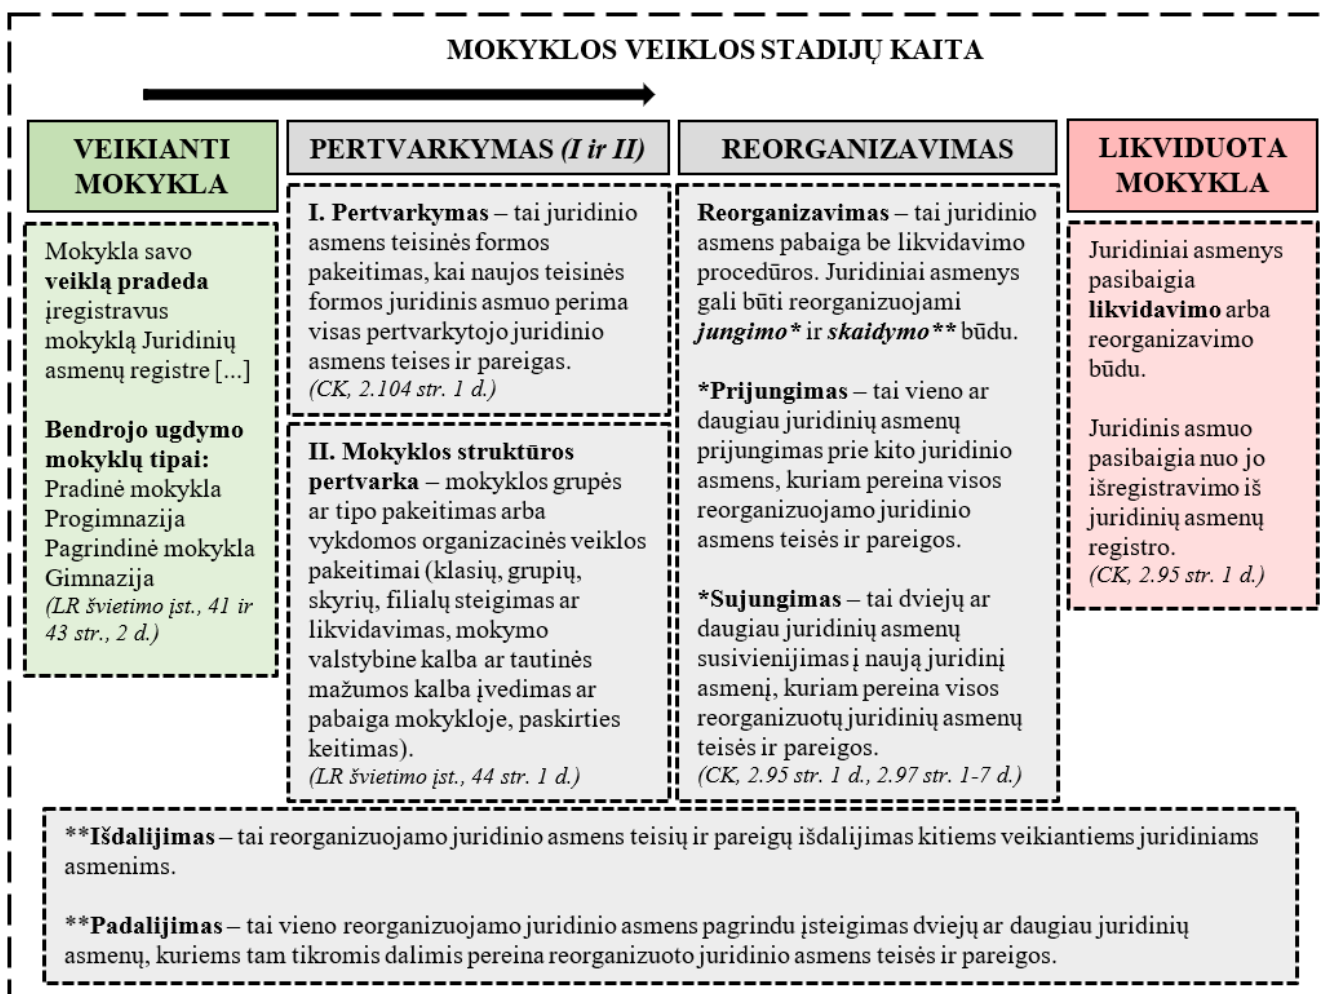 MOKYKLOS VEIKLOS STADIJŲ KAITA
VEIKIANTI
MOKYKLA
Mokykla savo
veiklą pradeda
įregistravus
mokyklą Juridinių
asmenų registre [...]
Bendrojo ugdymo
mokyklų tipai:
Pradinė mokykla
Progimnazija
Pagrindinė mokykla
Gimnazija
(LR švietimo įst., 41 ir
43 str., 2 d.)
PERTVARKYMAS (I ir II)
I. Pertvarkymas – tai juridinio
asmens teisinės formos
pakeitimas, kai naujos teisinės
formos juridinis asmuo perima
visas pertvarkytojo juridinio
asmens teises ir pareigas.
(CK, 2.104 str. 1 d.)
II. Mokyklos struktūros
pertvarka – mokyklos grupės
ar tipo pakeitimas arba
vykdomos organizacinės veiklos
pakeitimai (klasių, grupių,
skyrių, filialų steigimas ar
likvidavimas, mokymo
valstybine kalba ar tautinės
mažumos kalba įvedimas ar
pabaiga mokykloje, paskirties
keitimas).
(LR švietimo įst., 44 str. 1 d.)
REORGANIZAVIMAS
Reorganizavimas – tai juridinio
asmens pabaiga be likvidavimo
procedūros. Juridiniai asmenys
gali būti reorganizuojami
jungimo* ir skaidymo** būdu.
*Prijungimas – tai vieno ar
daugiau juridinių asmenų
prijungimas prie kito juridinio
asmens, kuriam pereina visos
reorganizuojamo juridinio
asmens teisės ir pareigos.
*Sujungimas – tai dviejų ar
daugiau juridinių asmenų
susivienijimas į naują juridinį
asmenį, kuriam pereina visos
reorganizuotų juridinių asmenų
teisės ir pareigos.
(CK, 2.95 str. 1 d., 2.97 str. 1-7 d.)
LIKVIDUOTA
MOKYKLA
Juridiniai asmenys
pasibaigia
likvidavimo arba
reorganizavimo
būdu.
Juridinis asmuo
pasibaigia nuo jo
išregistravimo iš
juridinių asmenų
registro.
(CK, 2.95 str. 1 d.)
**Išdalijimas – tai reorganizuojamo juridinio asmens teisių ir pareigų išdalijimas kitiems veikiantiems juridiniams
asmenims.
**Padalijimas – tai vieno reorganizuojamo juridinio asmens pagrindu įsteigimas dviejų ar daugiau juridinių
asmenų, kuriems tam tikromis dalimis pereina reorganizuoto juridinio asmens teisės ir pareigos.